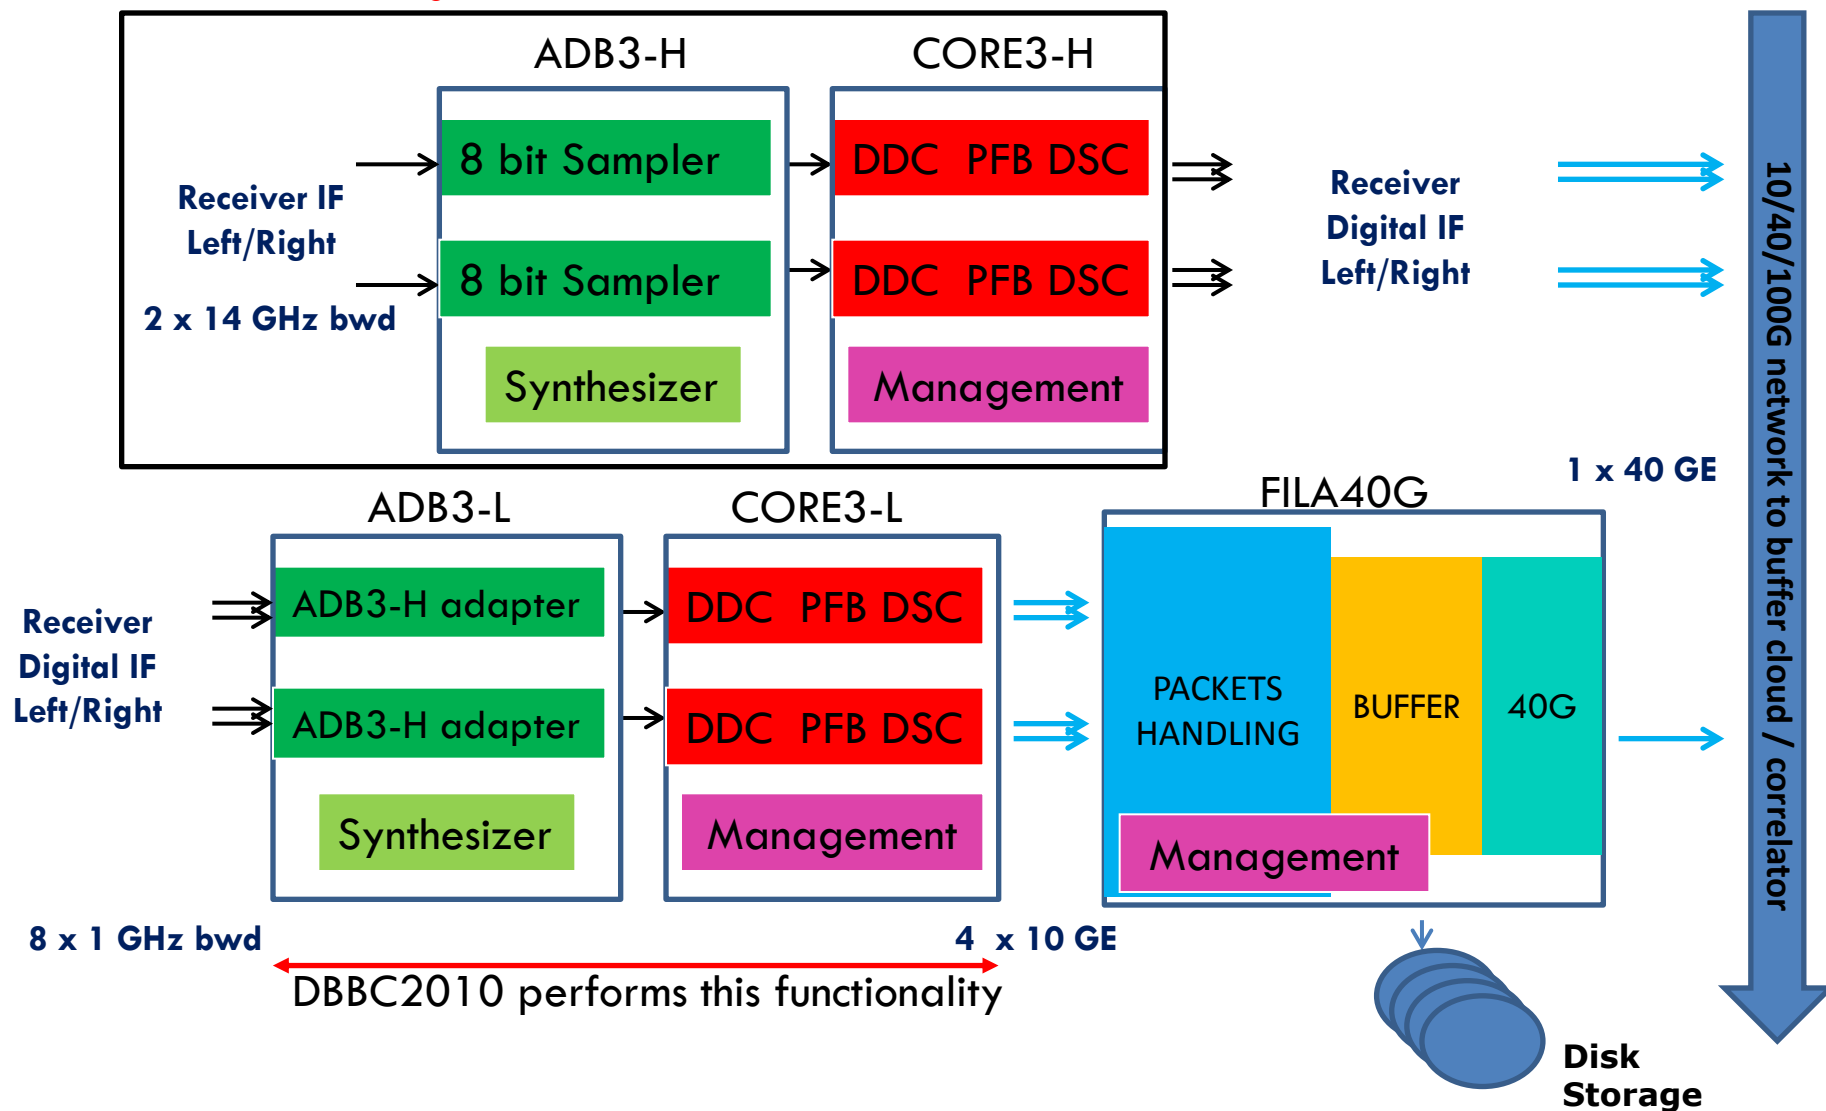 ADB3-H
CORE3-H
8 bit Sampler
DDC PFB DSC
Receiver IF
Left/Right
8 bit Sampler
DDC PFB DSC
2 x 14 GHz bwd
Synthesizer
Management
Receiver
Digital IF
Left/Right
10/40/100G network to buffer cloud / correlator
1 x 40 GE
ADB3-L
CORE3-L
FILA40G
ADB3-H adapter
DDC PFB DSC
Receiver
Digital IF
Left/Right
ADB3-H adapter
DDC PFB DSC
PACKETS
HANDLING
BUFFER
40G
Synthesizer
Management
Management
8 x 1 GHz bwd
4 x 10 GE
DBBC2010 performs this functionality
Disk
Storage